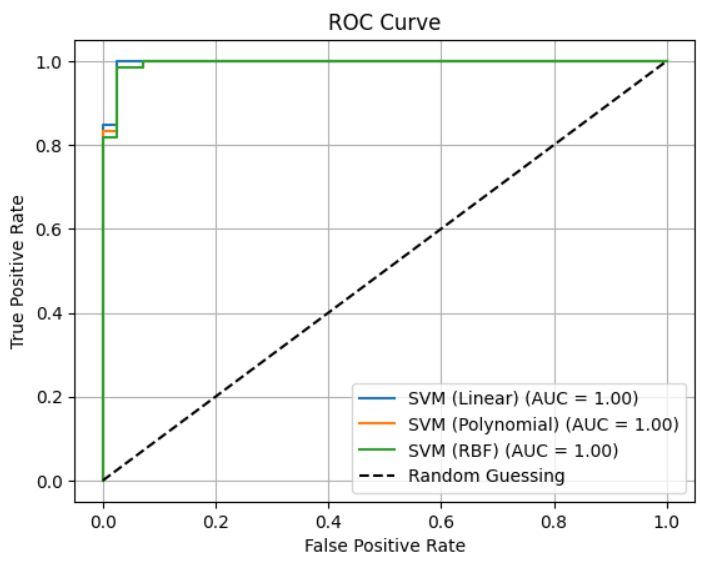 ROC Curve
True Positive Rate
1.0
0.8
0.6
0.4
0.2
0.0
SVM (Linear) (AUC = 1.00)
SVM (Polynomial) (AUC = 1.00)
SVM (RBF) (AUC = 1.00)
Random Guessing
0.0 0.2 0.4 0.6 0.8 1.0
False Positive Rate